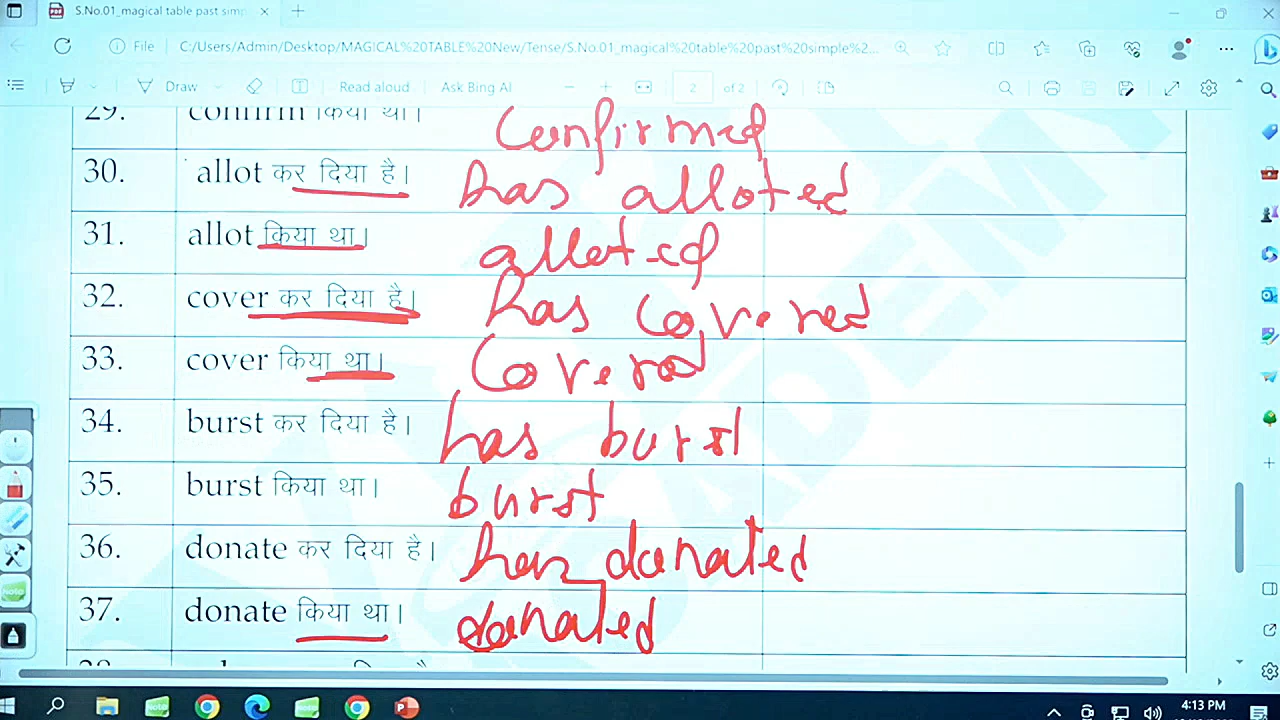 S.No.01_magical table past simp
File C:/Users/Admin/Desktop/MAGICAL%20TABLE%20New/Tense/S.No.01_magical%20table%20past%20simple%2...
Draw Read aloud Ask Bing AI 2 of 2
29. confirm किया था। Confirmed
30. allot कर दिया है। has alloted
31. allot किया था। alloted
32. cover कर दिया है। has covered
33. cover किया था। Covered
34. burst कर दिया है। has burst
35. burst किया था। burst
36. donate कर दिया है। has donated
37. donate किया था। donated
4:13 PM